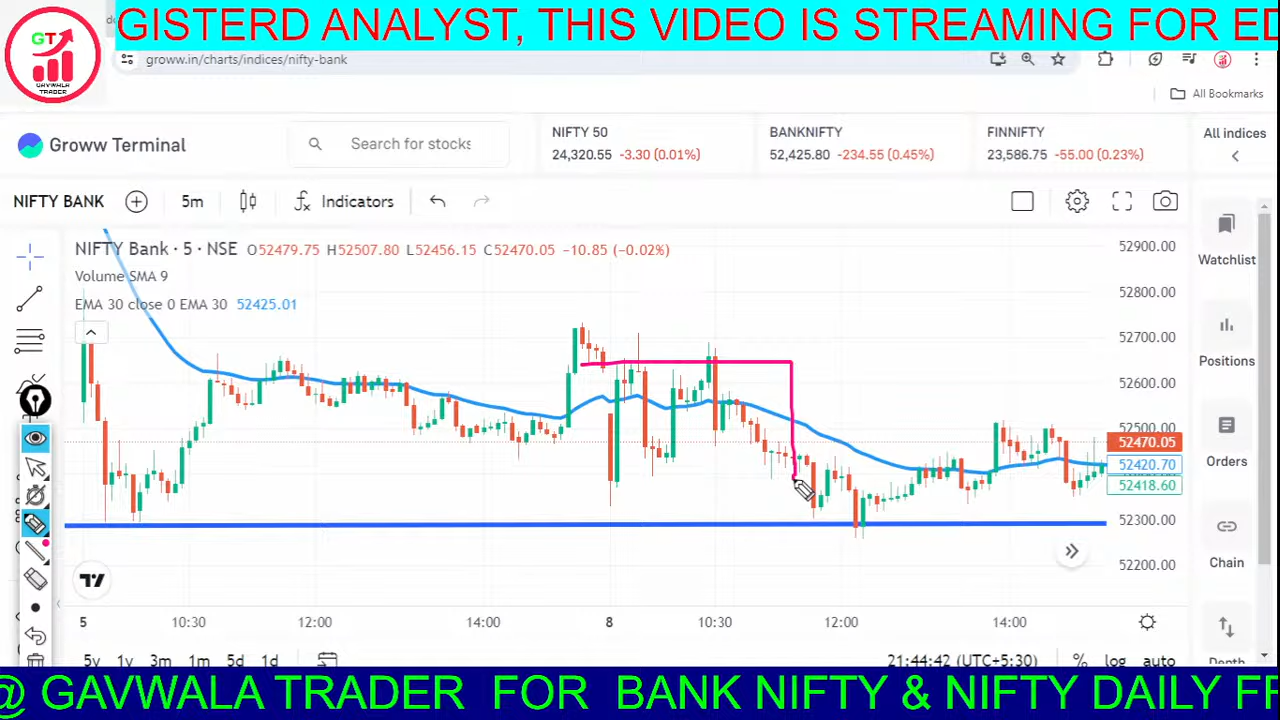 GISTERD ANALYST, THIS VIDEO IS STREAMING FOR ED
GT
GAVWALA
TRADER
groww.in/charts/indices/nifty-bank
All Bookmarks
Groww Terminal
Search for stocks
NIFTY 50
24,320.55 -3.30 (0.01%)
BANKNIFTY
52,425.80 -234.55 (0.45%)
FINNIFTY
23,586.75 -55.00 (0.23%)
All indices
NIFTY BANK
5m
Indicators
NIFTY Bank · 5 · NSE O52479.75 H52507.80 L52456.15 C52470.05 -10.85 (-0.02%)
Volume SMA 9
EMA 30 close 0 EMA 30 52425.01
52900.00
52800.00
52700.00
52600.00
52500.00
52470.05
52420.70
52418.60
52300.00
52200.00
Watchlist
Positions
Orders
Chain
Depth
5 10:30 12:00 14:00 8 10:30 12:00 14:00
5y 1y 3m 1m 5d 1d
21:44:42 (UTC+5:30) % log auto
@ GAVWALA TRADER FOR BANK NIFTY & NIFTY DAILY FR